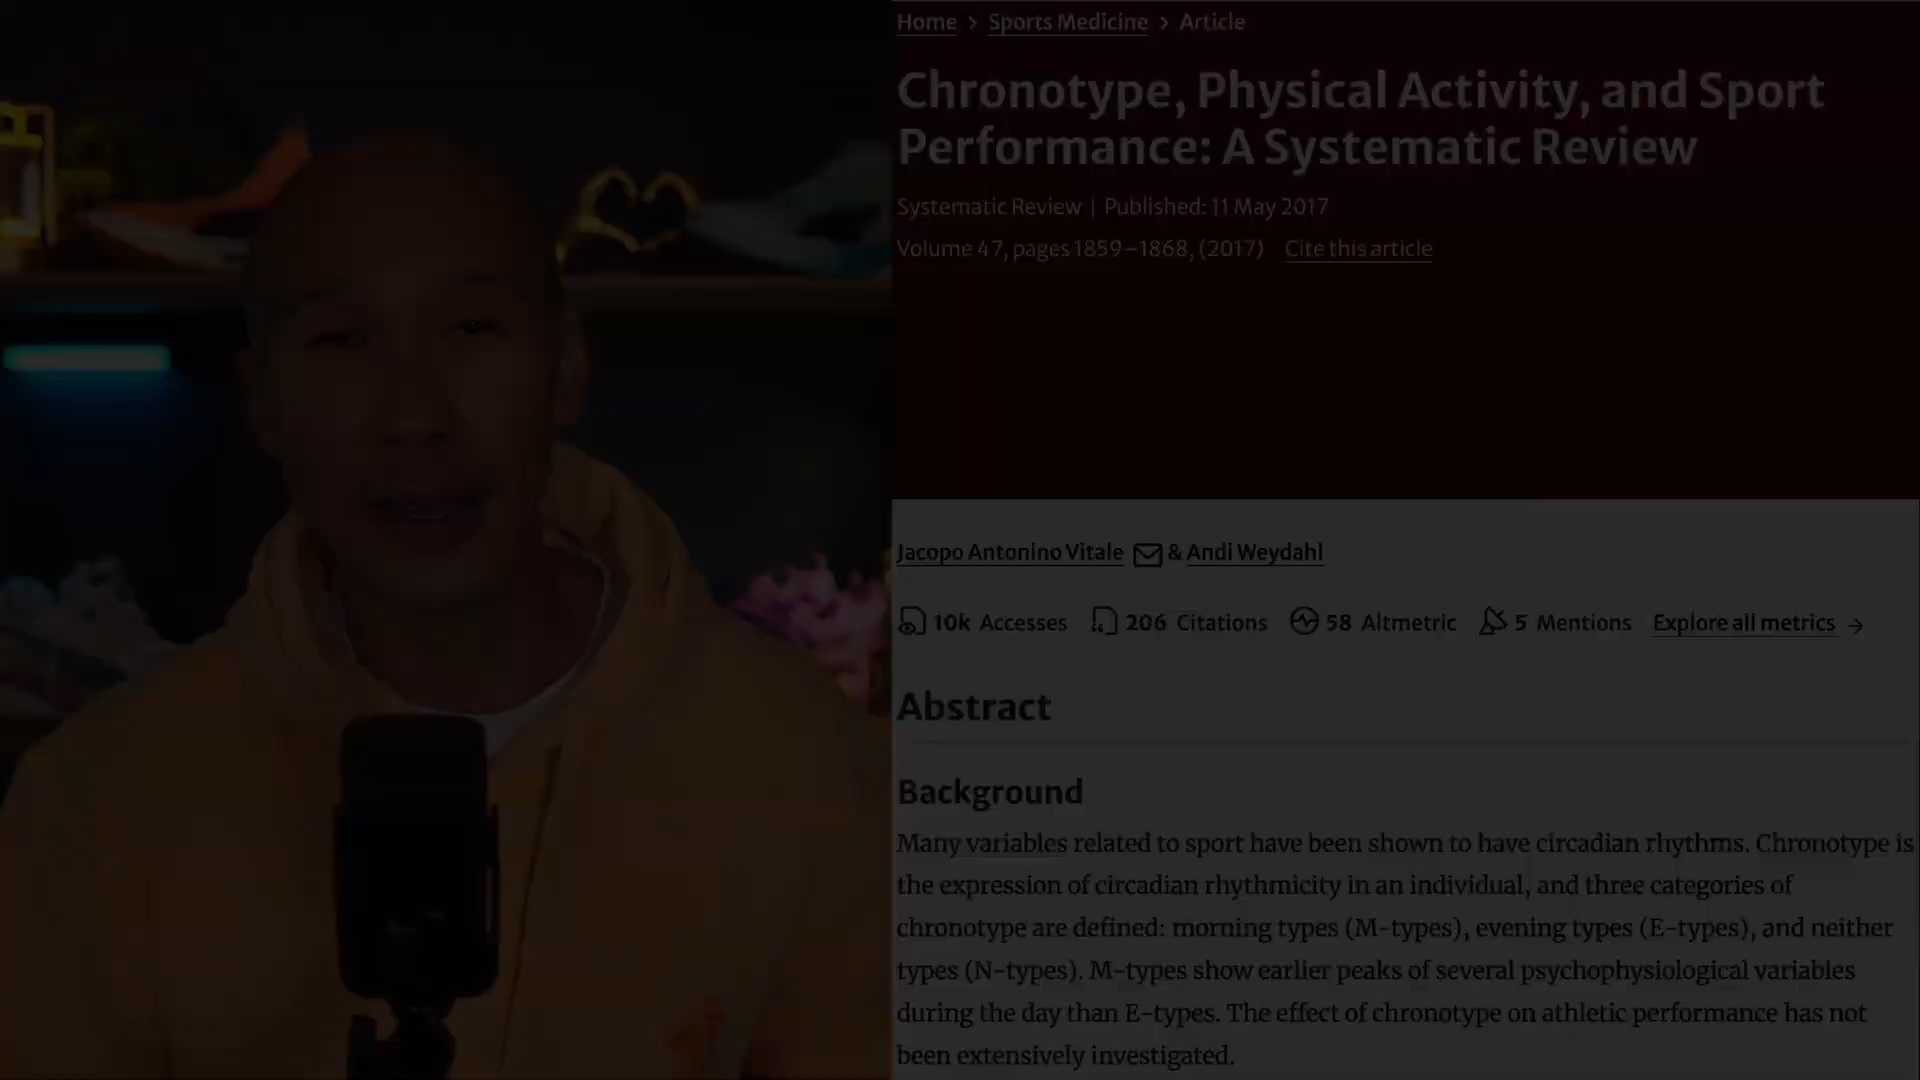 Home > Sports Medicine > Article
Chronotype, Physical Activity, and Sport
Performance: A Systematic Review
Systematic Review | Published: 11 May 2017
Volume 47, pages 1859–1868, (2017) Cite this article
Jacopo Antonino Vitale & Andi Weydahl
10k Accesses 206 Citations 58 Altmetric 5 Mentions Explore all metrics →
Abstract
Background
Many variables related to sport have been shown to have circadian rhythms. Chronotype is
the expression of circadian rhythmicity in an individual, and three categories of
chronotype are defined: morning types (M-types), evening types (E-types), and neither
types (N-types). M-types show earlier peaks of several psychophysiological variables
during the day than E-types. The effect of chronotype on athletic performance has not
been extensively investigated.